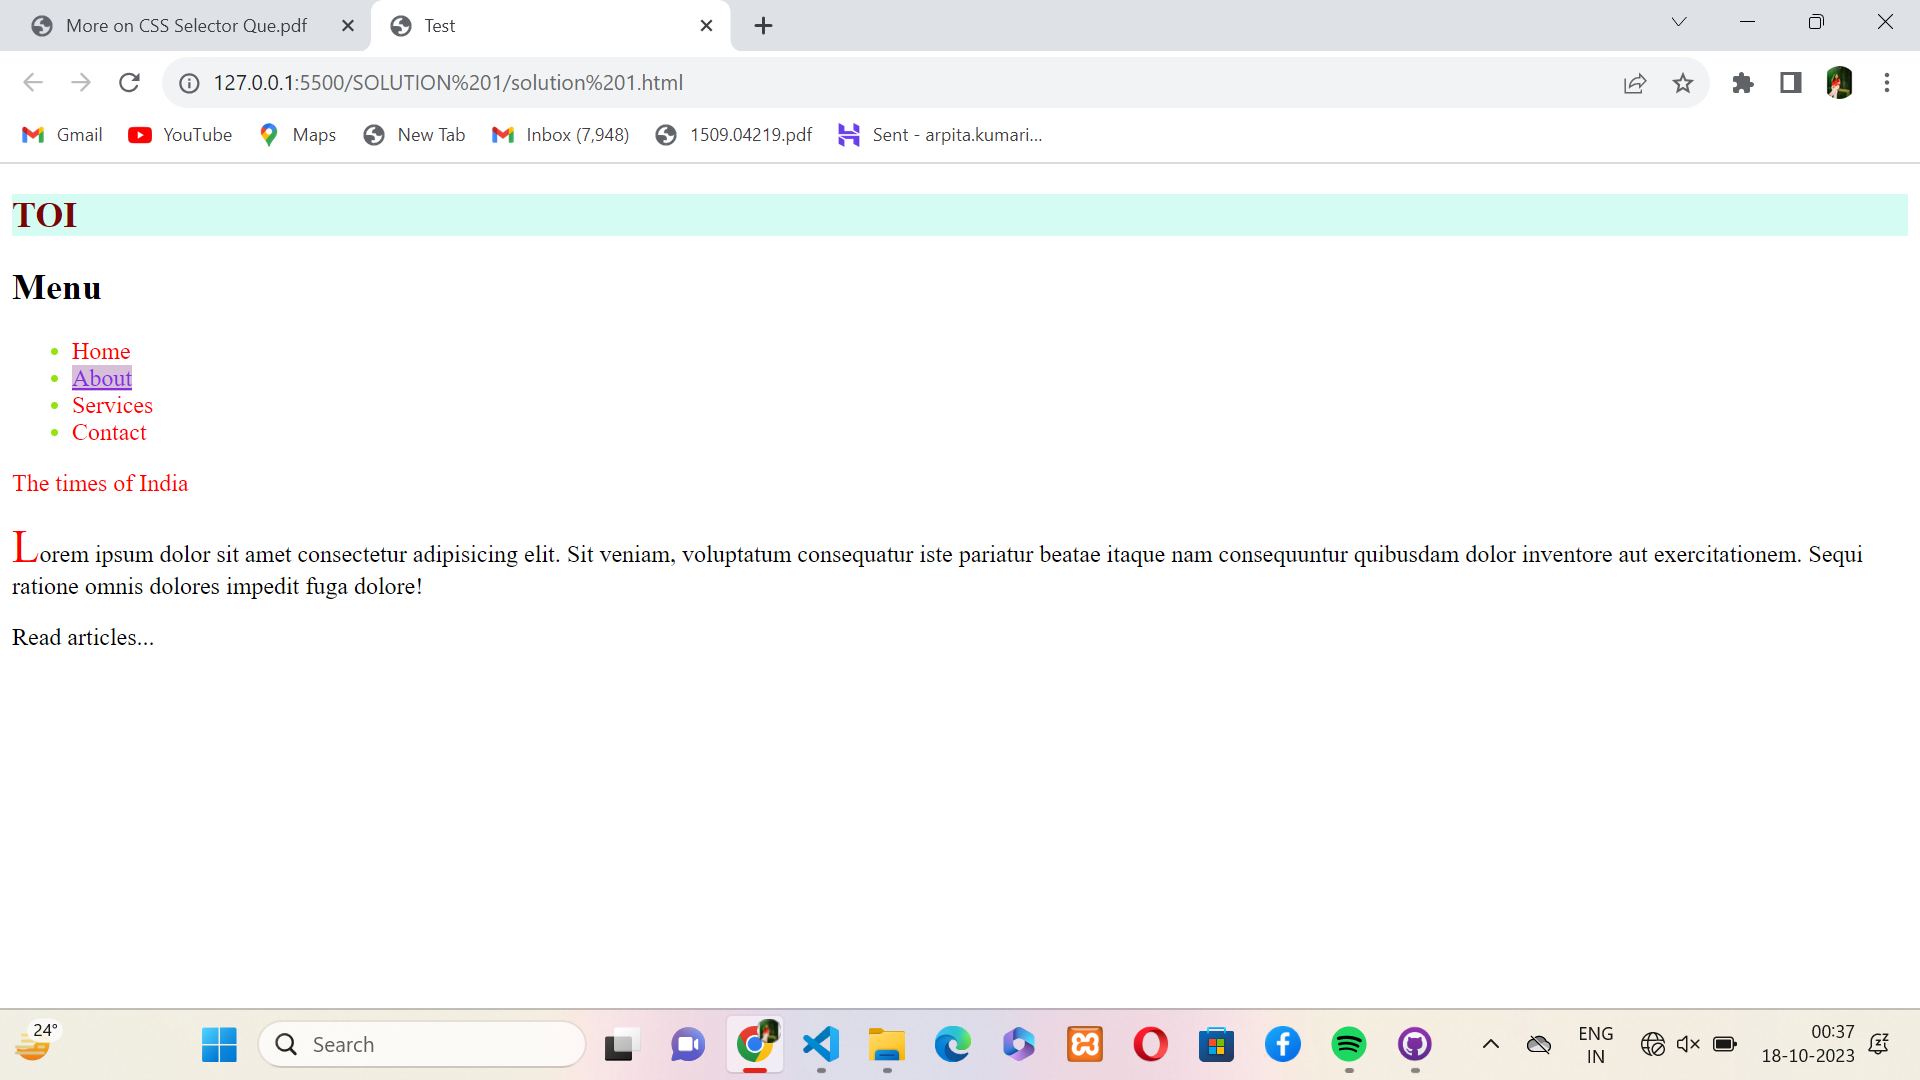 More on CSS Selector Que.pdf
Test
127.0.0.1:5500/SOLUTION%201/solution%201.html
Gmail
YouTube
Maps
New Tab
Inbox (7,948)
1509.04219.pdf
Sent - arpita.kumari...
TOI
Menu
Home
About
Services
Contact
The times of India
Lorem ipsum dolor sit amet consectetur adipisicing elit. Sit veniam, voluptatum consequatur iste pariatur beatae itaque nam consequuntur quibusdam dolor inventore aut exercitationem. Sequi
ratione omnis dolores impedit fuga dolore!
Read articles...
24°
Search
ENG
IN
00:37
18-10-2023